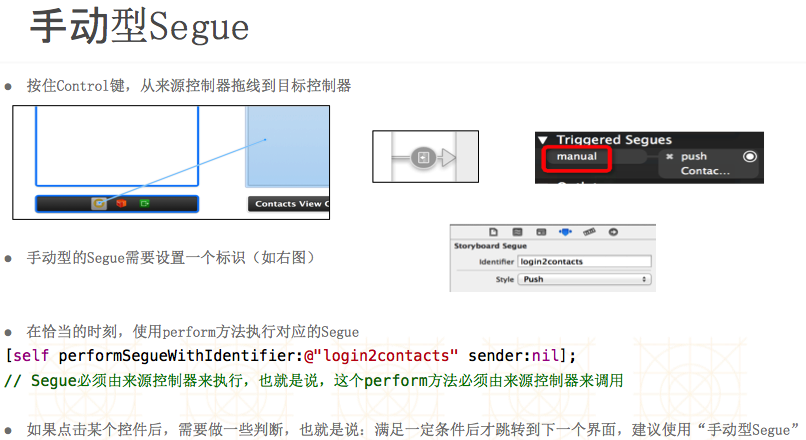 手动型Segue
按住Control键，从来源控制器拖线到目标控制器
Contacts View C
Triggered Segues
manual
push
Contac...
手动型的Segue需要设置一个标识（如右图）
Storyboard Segue
Identifier login2contacts
Style Push
在恰当的时刻，使用perform方法执行对应的Segue
[self performSegueWithIdentifier:@"login2contacts" sender:nil];
// Segue必须由来源控制器来执行，也就是说，这个perform方法必须由来源控制器来调用
如果点击某个控件后，需要做一些判断，也就是说：满足一定条件后才跳转到下一个界面，建议使用“手动型Segue”